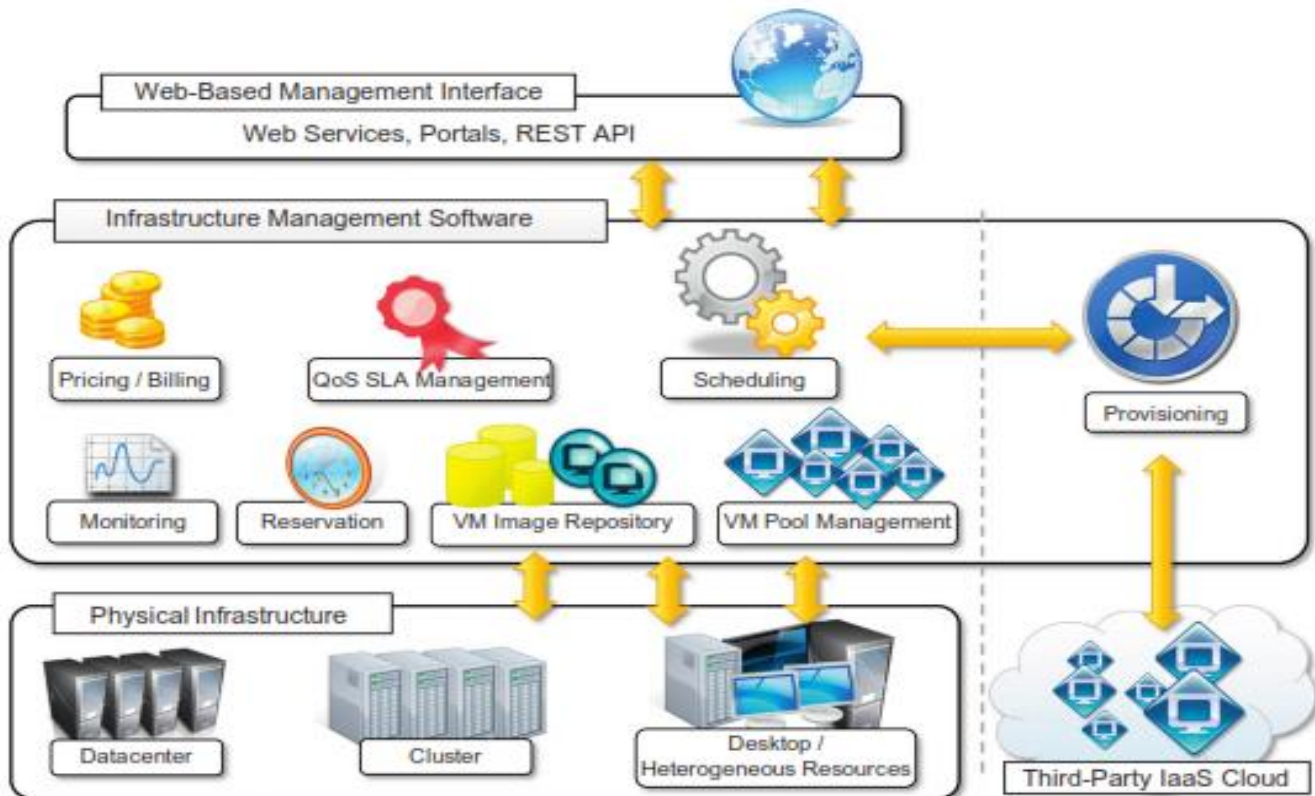 Web-Based Management Interface
Web Services, Portals, REST API
Infrastructure Management Software
Pricing / Billing
QoS SLA Management
Scheduling
Provisioning
Monitoring
Reservation
VM Image Repository
VM Pool Management
Physical Infrastructure
Datacenter
Cluster
Desktop /
Heterogeneous Resources
Third-Party IaaS Cloud